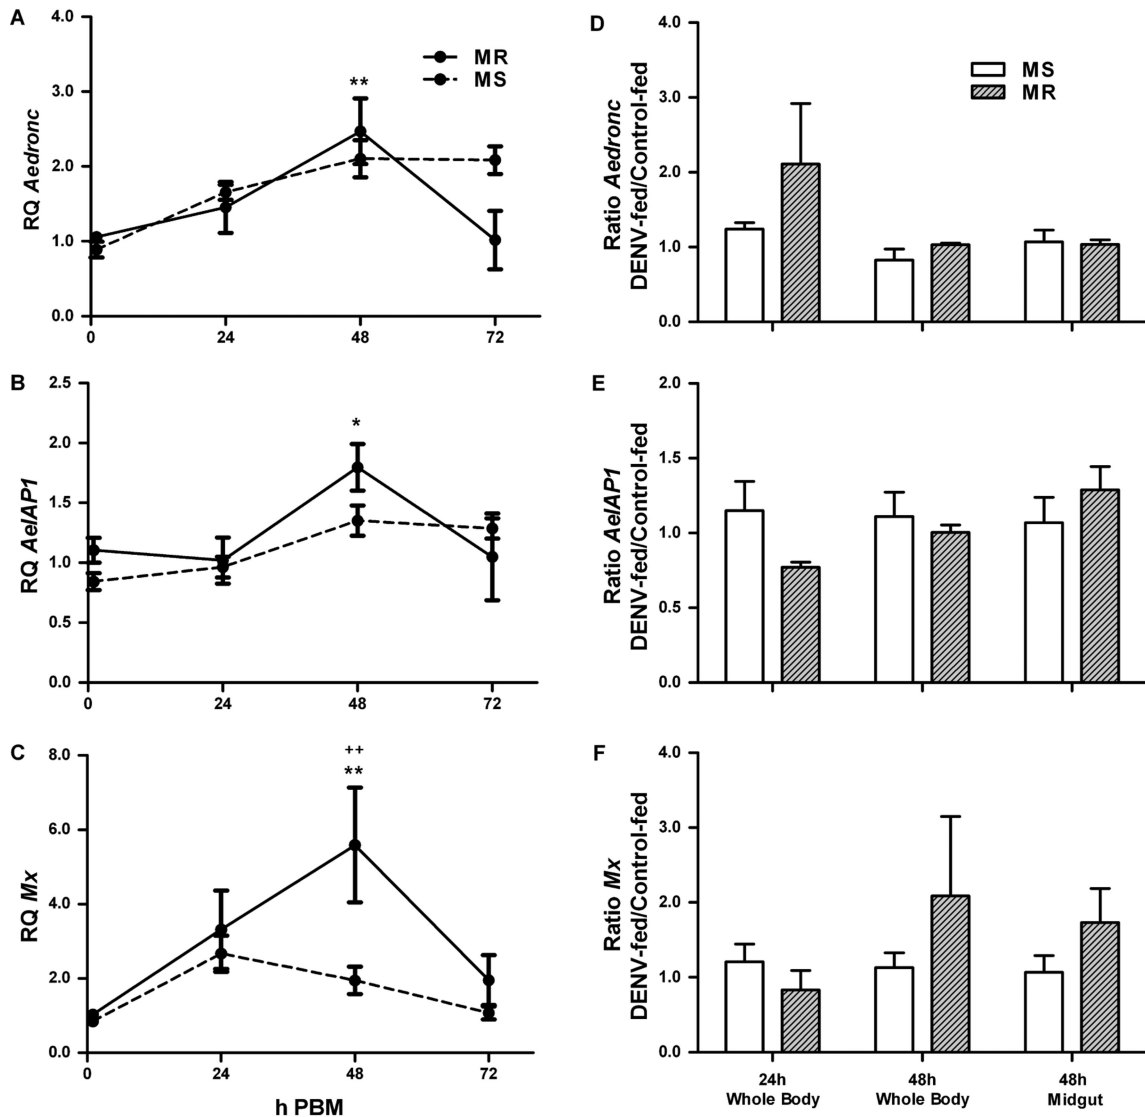 A
4.0
3.0
2.0
1.0
0.0
RQ Aedronc
MR
MS
**
0
24
48
72
D
4.0
3.0
2.0
1.0
0.0
Ratio Aedronc
DENV-fed/Control-fed
MS
MR
B
2.5
2.0
1.5
1.0
0.5
0.0
RQ AeIAP1
*
0
24
48
72
E
2.0
1.5
1.0
0.5
0.0
Ratio AeIAP1
DENV-fed/Control-fed
C
8.0
6.0
4.0
2.0
0.0
RQ Mx
++
**
0
24
48
72
h PBM
F
4.0
3.0
2.0
1.0
0.0
Ratio Mx
DENV-fed/Control-fed
24h
Whole Body
48h
Whole Body
48h
Midgut